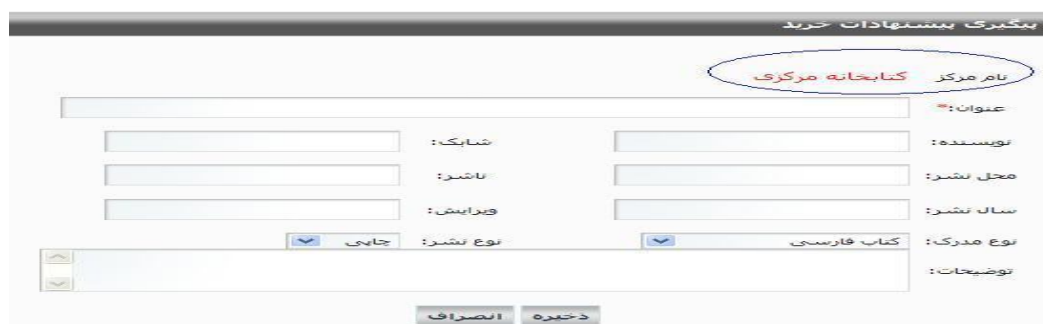 پیگیری پیشنهادات خرید
نام مرکز کتابخانه مرکزی
عنوان:*
نویسنده: شابک:
محل نشر: ناشر:
سال نشر: ویرایش:
نوع مدرک: کتاب فارسی نوع نشر: چاپی
توضیحات:
ذخیره انصراف